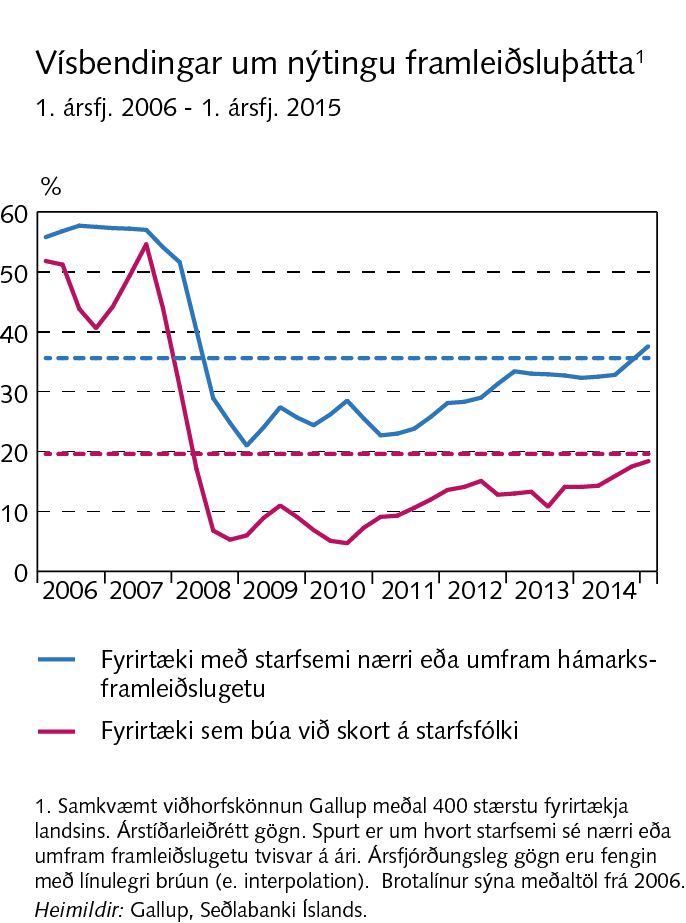 Vísbendingar um nýtingu framleiðsluþátta¹
1. ársfj. 2006 - 1. ársfj. 2015
%
60
50
40
30
20
10
0
2006 2007 2008 2009 2010 2011 2012 2013 2014
Fyrirtæki með starfsemi nærri eða umfram hámarks-
framleiðslugetu
Fyrirtæki sem búa við skort á starfsfólki
1. Samkvæmt viðhorfskönnun Gallup meðal 400 stærstu fyrirtækja
landsins. Árstíðarleiðrétt gögn. Spurt er um hvort starfsemi sé nærri eða
umfram framleiðslugetu tvisvar á ári. Ársfjórðungsleg gögn eru fengin
með línulegri brúun (e. interpolation). Brotalínur sýna meðaltöl frá 2006.
Heimildir: Gallup, Seðlabanki Íslands.